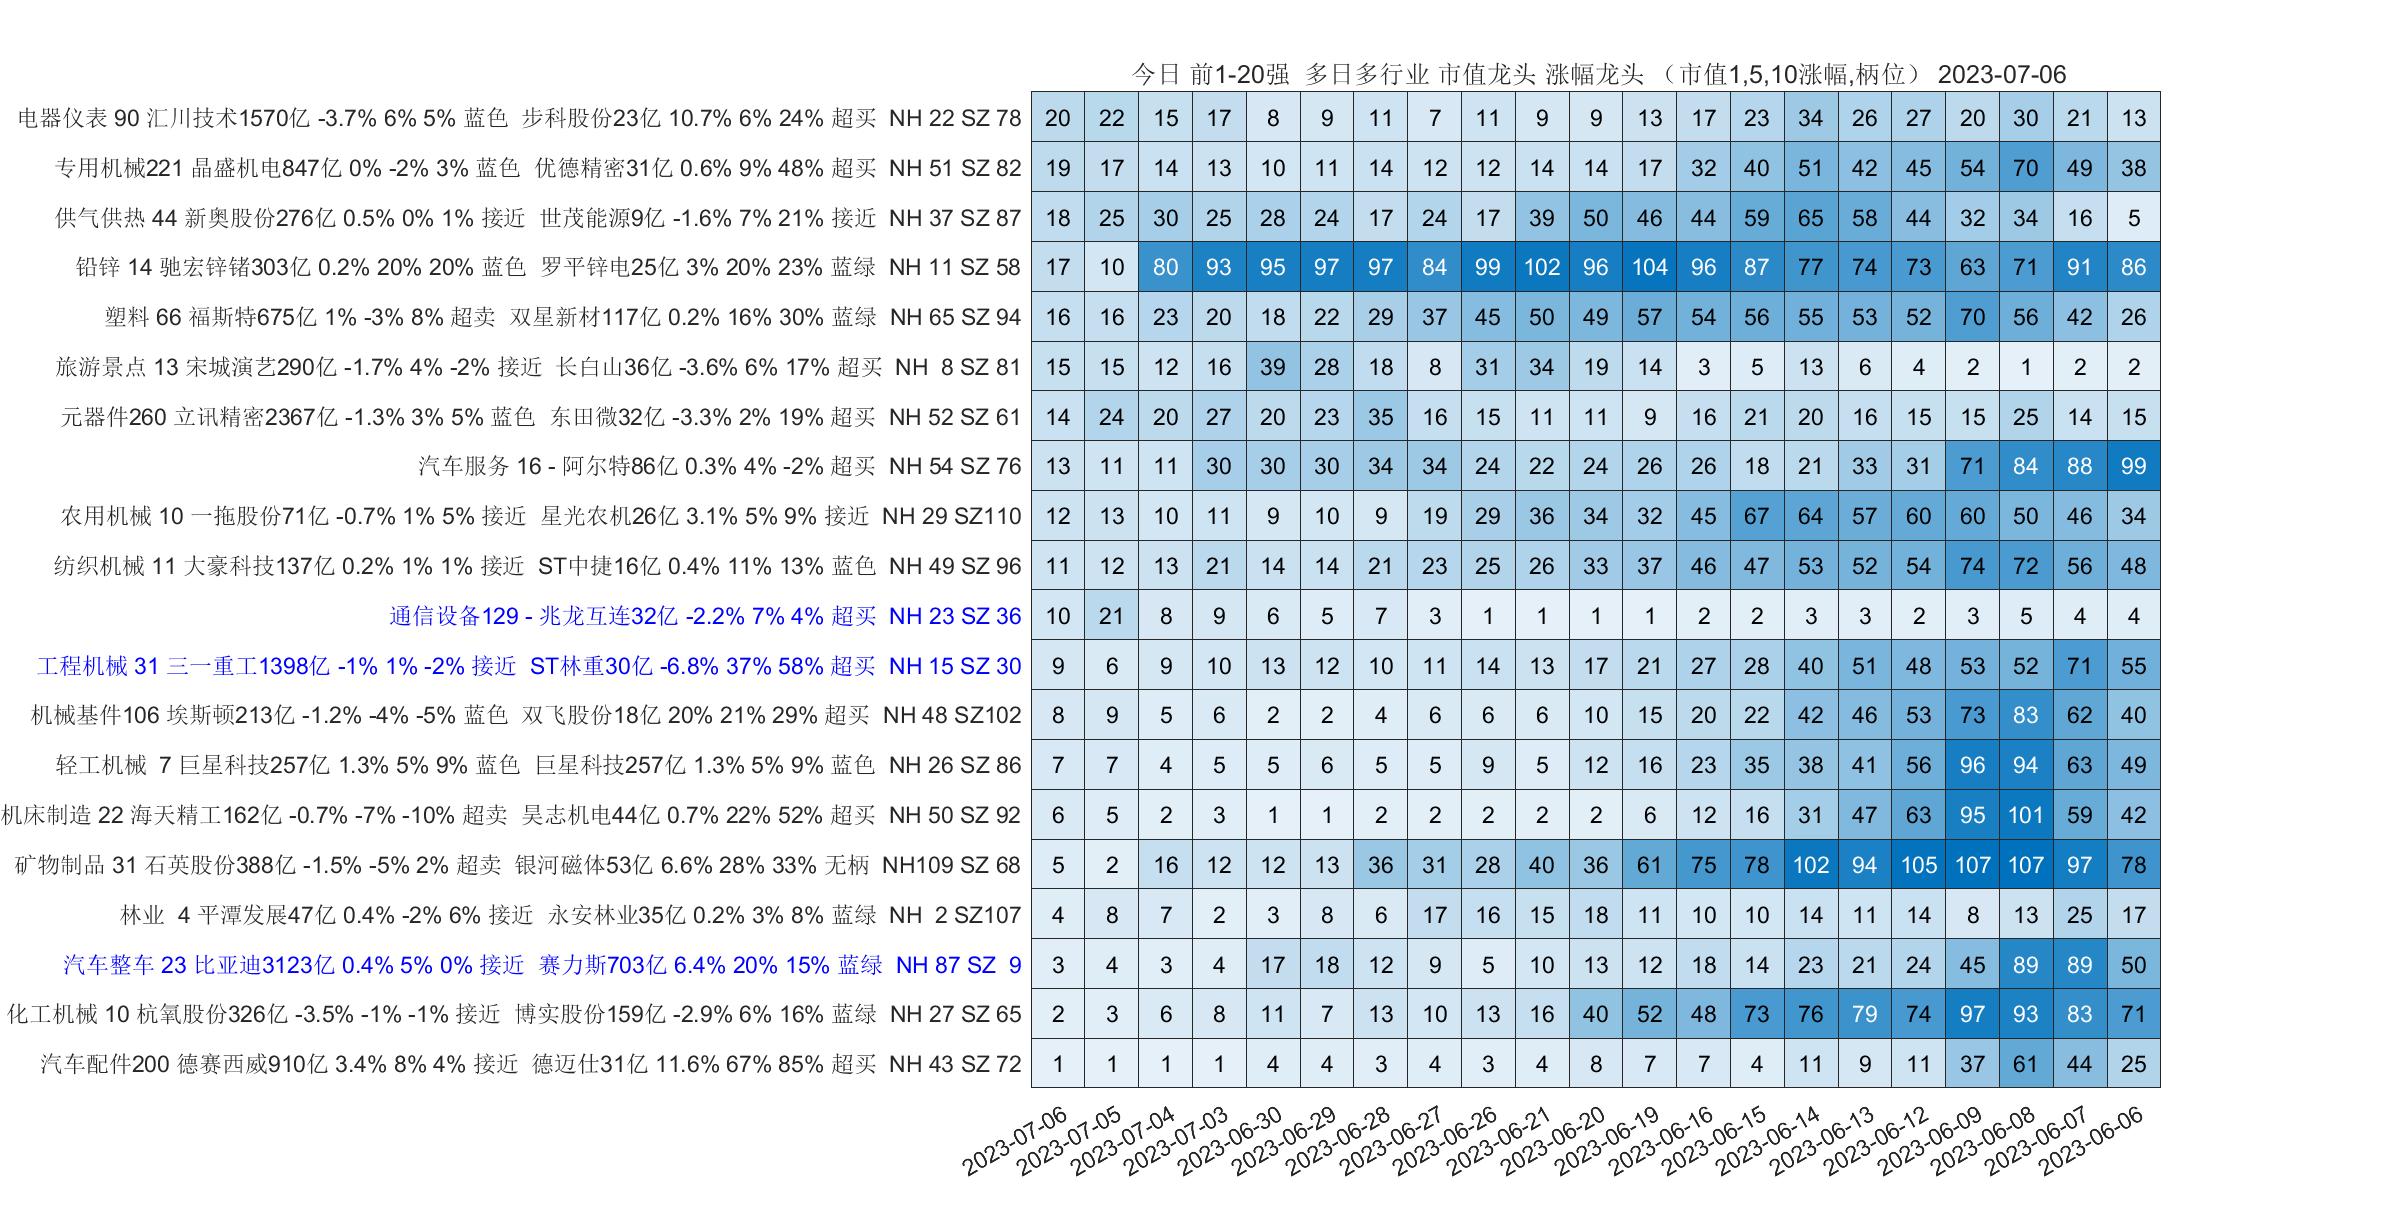 今日 前1-20强 多日多行业 市值龙头 涨幅龙头 （市值1,5,10涨幅,柄位） 2023-07-06
电器仪表 90 汇川技术1570亿 -3.7% 6% 5% 蓝色 步科股份23亿 10.7% 6% 24% 超买 NH 22 SZ 78 20 22 15 17 8 9 11 7 11 9 9 13 17 23 34 26 27 20 30 21 13
专用机械221 晶盛机电847亿 0% -2% 3% 蓝色 优德精密31亿 0.6% 9% 48% 超买 NH 51 SZ 82 19 17 14 13 10 11 14 12 12 14 14 17 32 40 51 42 45 54 70 49 38
供气供热 44 新奥股份276亿 0.5% 0% 1% 接近 世茂能源9亿 -1.6% 7% 21% 接近 NH 37 SZ 87 18 25 30 25 28 24 17 24 17 39 50 46 44 59 65 58 44 32 34 16 5
铅锌 14 驰宏锌锗303亿 0.2% 20% 20% 蓝色 罗平锌电25亿 3% 20% 23% 蓝绿 NH 11 SZ 58 17 10 80 93 95 97 97 84 99 102 96 104 96 87 77 74 73 63 71 91 86
塑料 66 福斯特675亿 1% -3% 8% 超卖 双星新材117亿 0.2% 16% 30% 蓝绿 NH 65 SZ 94 16 16 23 20 18 22 29 37 45 50 49 57 54 56 55 53 52 70 56 42 26
旅游景点 13 宋城演艺290亿 -1.7% 4% -2% 接近 长白山36亿 -3.6% 6% 17% 超买 NH 8 SZ 81 15 15 12 16 39 28 18 8 31 34 19 14 3 5 13 6 4 2 1 2 2
元器件260 立讯精密2367亿 -1.3% 3% 5% 蓝色 东田微32亿 -3.3% 2% 19% 超买 NH 52 SZ 61 14 24 20 27 20 23 35 16 15 11 11 9 16 21 20 16 15 15 25 14 15
汽车服务 16 - 阿尔特86亿 0.3% 4% -2% 超买 NH 54 SZ 76 13 11 11 30 30 30 34 34 24 22 24 26 26 18 21 33 31 71 84 88 99
农用机械 10 一拖股份71亿 -0.7% 1% 5% 接近 星光农机26亿 3.1% 5% 9% 接近 NH 29 SZ110 12 13 10 11 9 10 9 19 29 36 34 32 45 67 64 57 60 60 50 46 34
纺织机械 11 大豪科技137亿 0.2% 1% 1% 接近 ST中捷16亿 0.4% 11% 13% 蓝色 NH 49 SZ 96 11 12 13 21 14 14 21 23 25 26 33 37 46 47 53 52 54 74 72 56 48
通信设备129 - 兆龙互连32亿 -2.2% 7% 4% 超买 NH 23 SZ 36 10 21 8 9 6 5 7 3 1 1 1 1 2 2 3 3 2 3 5 4 4
工程机械 31 三一重工1398亿 -1% 1% -2% 接近 ST林重30亿 -6.8% 37% 58% 超买 NH 15 SZ 30 9 6 9 10 13 12 10 11 14 13 17 21 27 28 40 51 48 53 52 71 55
机械基件106 埃斯顿213亿 -1.2% -4% -5% 蓝色 双飞股份18亿 20% 21% 29% 超买 NH 48 SZ102 8 9 5 6 2 2 4 6 6 6 10 15 20 22 42 46 53 73 83 62 40
轻工机械 7 巨星科技257亿 1.3% 5% 9% 蓝色 巨星科技257亿 1.3% 5% 9% 蓝色 NH 26 SZ 86 7 7 4 5 5 6 5 5 9 5 12 16 23 35 38 41 56 96 94 63 49
机床制造 22 海天精工162亿 -0.7% -7% -10% 超卖 昊志机电44亿 0.7% 22% 52% 超买 NH 50 SZ 92 6 5 2 3 1 1 2 2 2 2 2 6 12 16 31 47 63 95 101 59 42
矿物制品 31 石英股份388亿 -1.5% -5% 2% 超卖 银河磁体53亿 6.6% 28% 33% 无柄 NH109 SZ 68 5 2 16 12 12 13 36 31 28 40 36 61 75 78 102 94 105 107 107 97 78
林业 4 平潭发展47亿 0.4% -2% 6% 接近 永安林业35亿 0.2% 3% 8% 蓝绿 NH 2 SZ107 4 8 7 2 3 8 6 17 16 15 18 11 10 10 14 11 14 8 13 25 17
汽车整车 23 比亚迪3123亿 0.4% 5% 0% 接近 赛力斯703亿 6.4% 20% 15% 蓝绿 NH 87 SZ 9 3 4 3 4 17 18 12 9 5 10 13 12 18 14 23 21 24 45 89 89 50
化工机械 10 杭氧股份326亿 -3.5% -1% -1% 接近 博实股份159亿 -2.9% 6% 16% 蓝绿 NH 27 SZ 65 2 3 6 8 11 7 13 10 13 16 40 52 48 73 76 79 74 97 93 83 71
汽车配件200 德赛西威910亿 3.4% 8% 4% 接近 德迈仕31亿 11.6% 67% 85% 超买 NH 43 SZ 72 1 1 1 1 4 4 3 4 3 4 8 7 7 4 11 9 11 37 61 44 25
2023-07-06 2023-07-05 2023-07-04 2023-07-03 2023-06-30 2023-06-29 2023-06-28 2023-06-27 2023-06-26 2023-06-21 2023-06-20 2023-06-19 2023-06-16 2023-06-15 2023-06-14 2023-06-13 2023-06-12 2023-06-09 2023-06-08 2023-06-07 2023-06-06